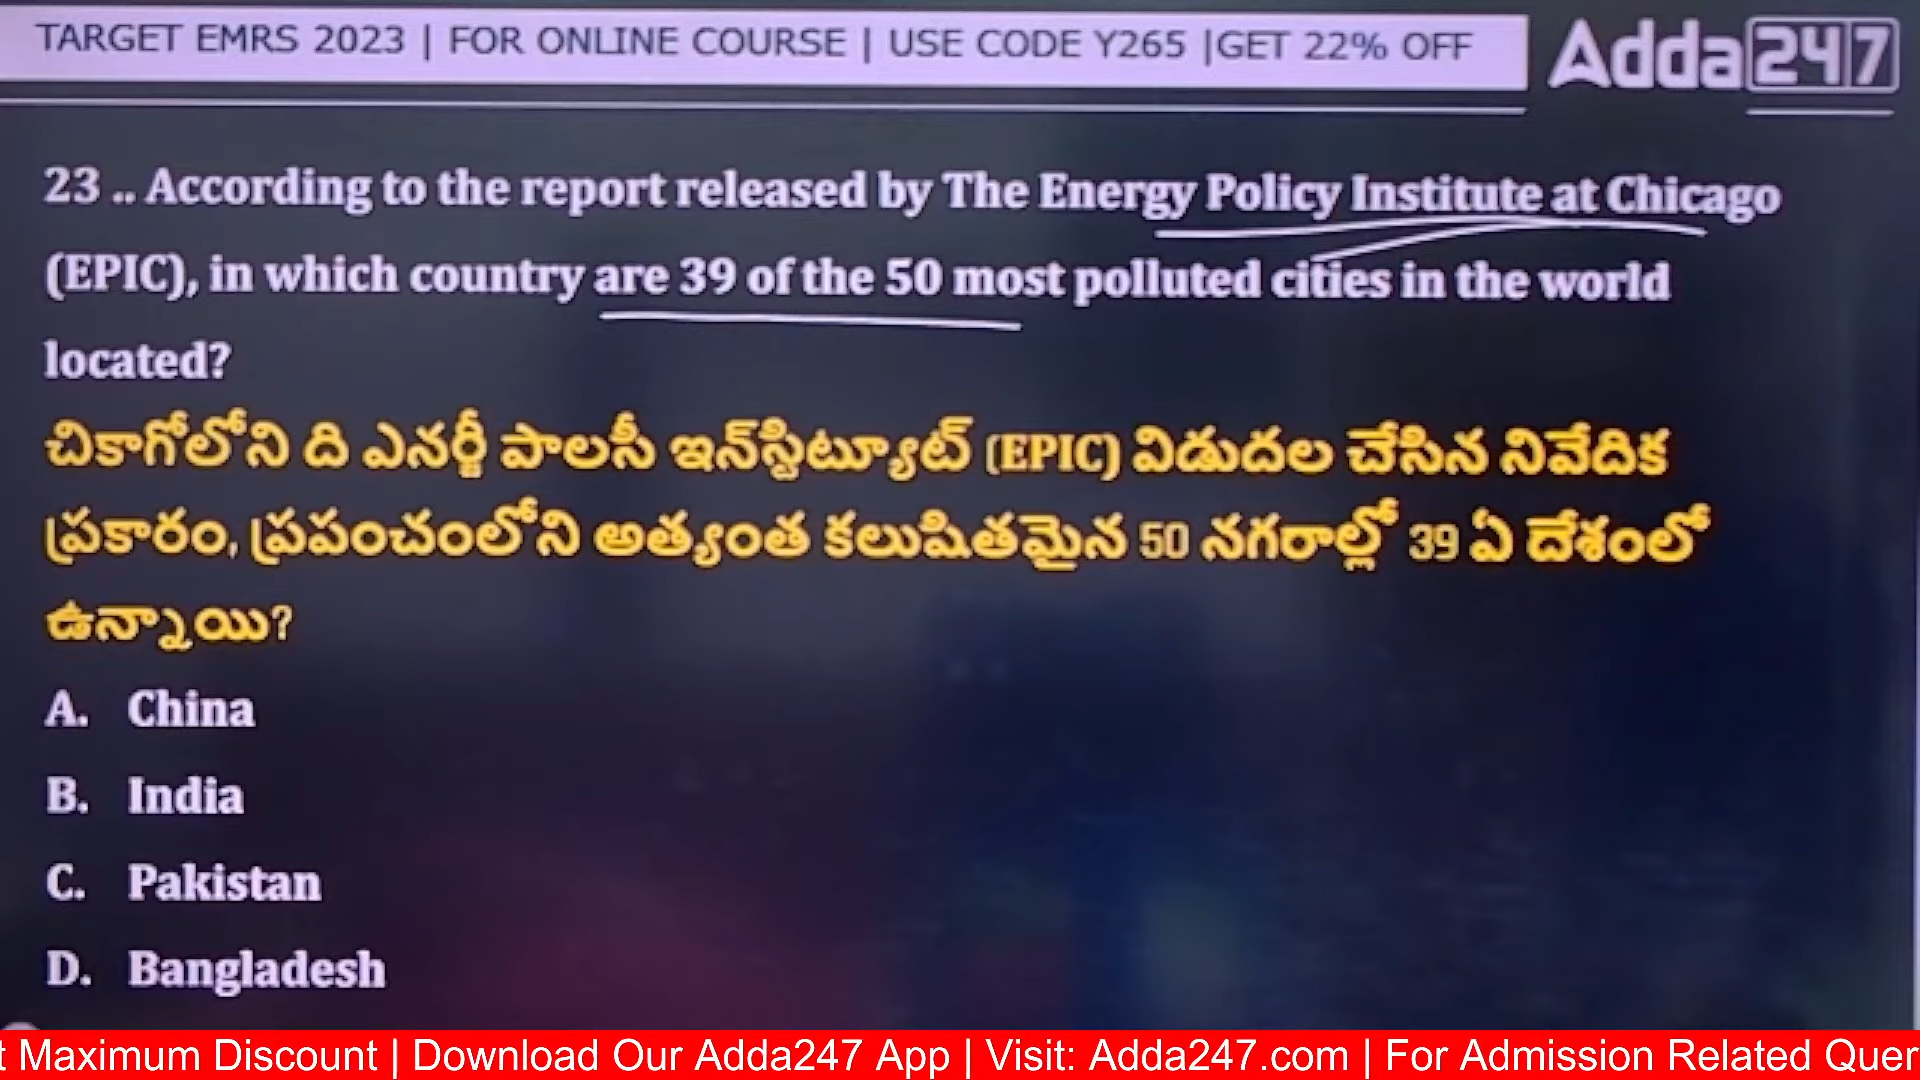 TARGET EMRS 2023 | FOR ONLINE COURSE | USE CODE Y265 |GET 22% OFF
Adda247
23 .. According to the report released by The Energy Policy Institute at Chicago
(EPIC), in which country are 39 of the 50 most polluted cities in the world
located?
చికాగోలోని ది ఎనర్జీ పాలసీ ఇన్‌స్టిట్యూట్ (EPIC) విడుదల చేసిన నివేదిక
ప్రకారం, ప్రపంచంలోని అత్యంత కలుషితమైన 50 నగరాల్లో 39 ఏ దేశంలో
ఉన్నాయి?
A. China
B. India
C. Pakistan
D. Bangladesh
t Maximum Discount | Download Our Adda247 App | Visit: Adda247.com | For Admission Related Quer